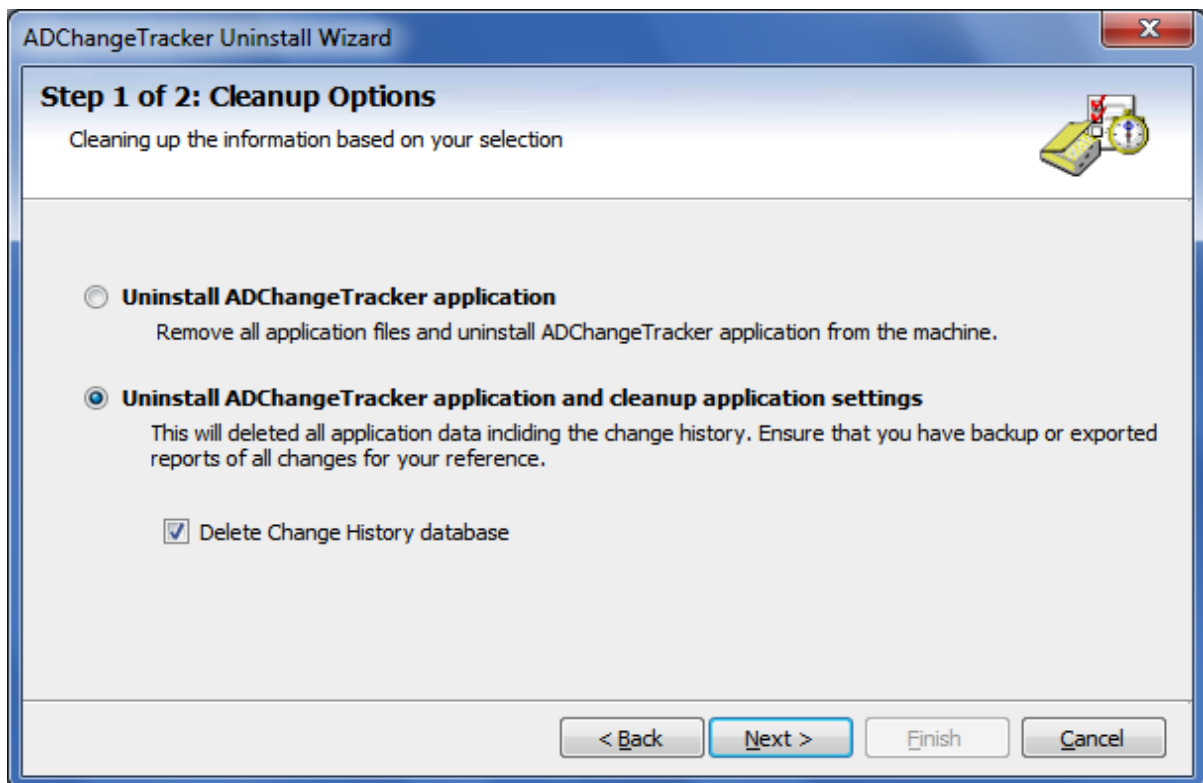 ADChangeTracker Uninstall Wizard
Step 1 of 2: Cleanup Options
Cleaning up the information based on your selection
Uninstall ADChangeTracker application
Remove all application files and uninstall ADChangeTracker application from the machine.
Uninstall ADChangeTracker application and cleanup application settings
This will deleted all application data incliding the change history. Ensure that you have backup or exported
reports of all changes for your reference.
Delete Change History database
< Back Next > Finish Cancel